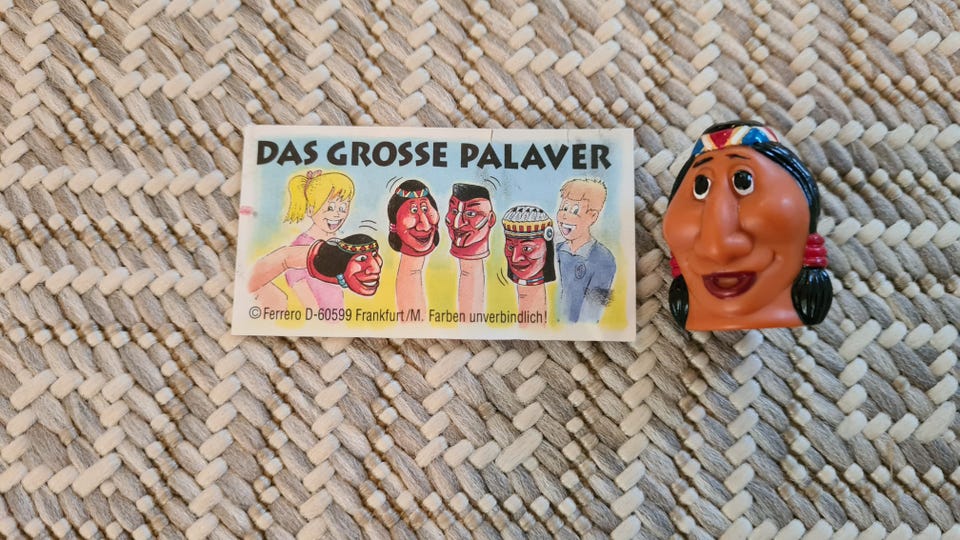 DAS GROSSE PALAVER
© Ferrero D-60599 Frankfurt/M. Farben unverbindlich!